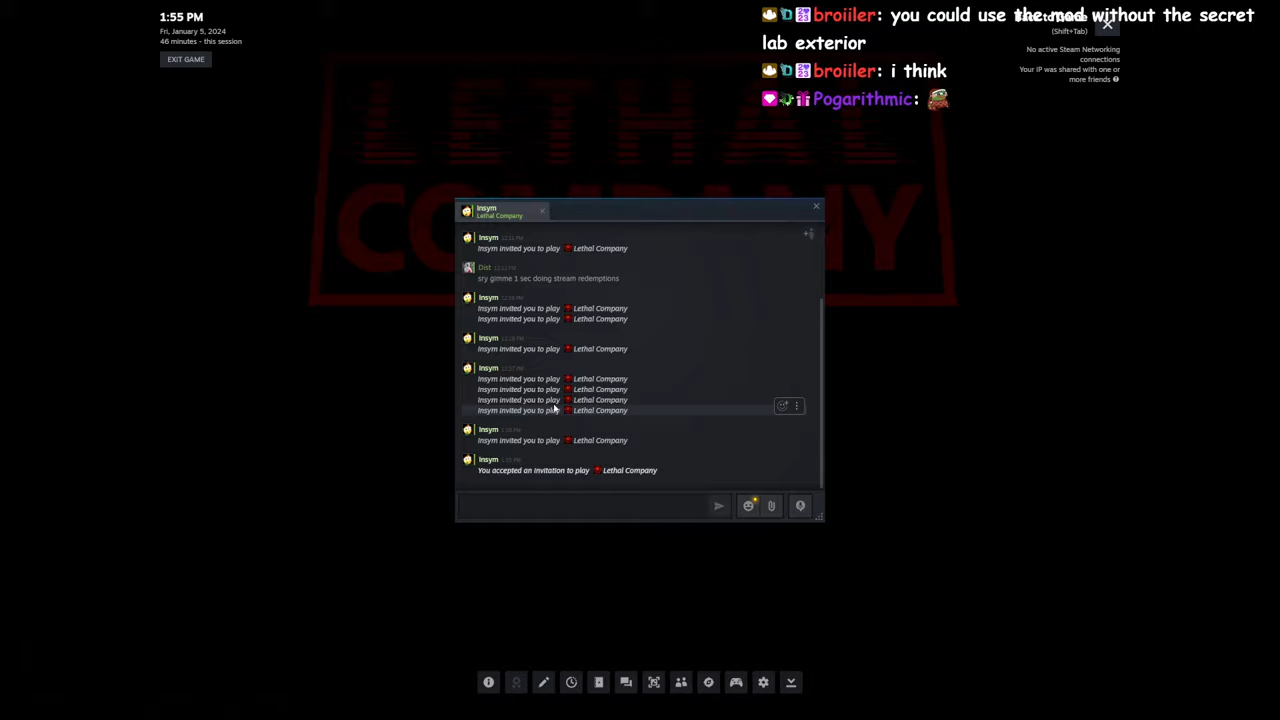 1:55 PM
Fri, January 5, 2024
46 minutes - this session
EXIT GAME
broiiler: you could use the mod without the secret
lab exterior
broiiler: i think
Pogarithmic:
(Shift+Tab)
No active Steam Networking
connections
Your IP was shared with one or
more friends
LETHAL
COMPANY
Insym
Lethal Company
Insym
Insym invited you to play Lethal Company
Dist
sry gimme 1 sec doing stream redemptions
Insym
Insym invited you to play Lethal Company
Insym invited you to play Lethal Company
Insym
Insym invited you to play Lethal Company
Insym
Insym invited you to play Lethal Company
Insym invited you to play Lethal Company
Insym invited you to play Lethal Company
Insym invited you to play Lethal Company
Insym
Insym invited you to play Lethal Company
Insym
You accepted an invitation to play Lethal Company